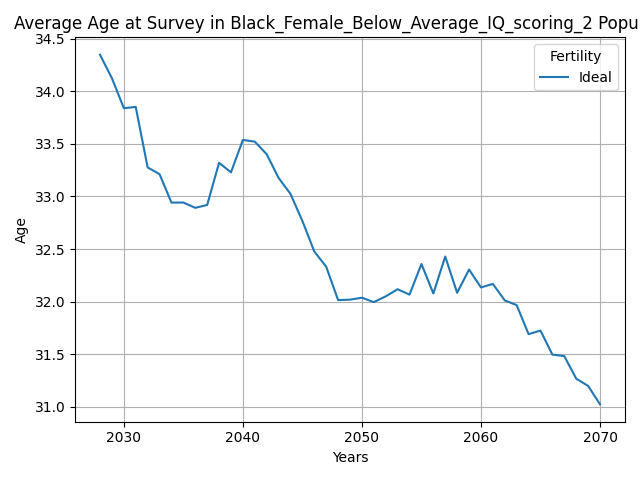 Average Age at Survey in Black_Female_Below_Average_IQ_scoring_2 Popu
34.5
34.0
33.5
33.0
32.5
32.0
31.5
31.0
Age
Fertility
Ideal
2030 2040 2050 2060 2070
Years